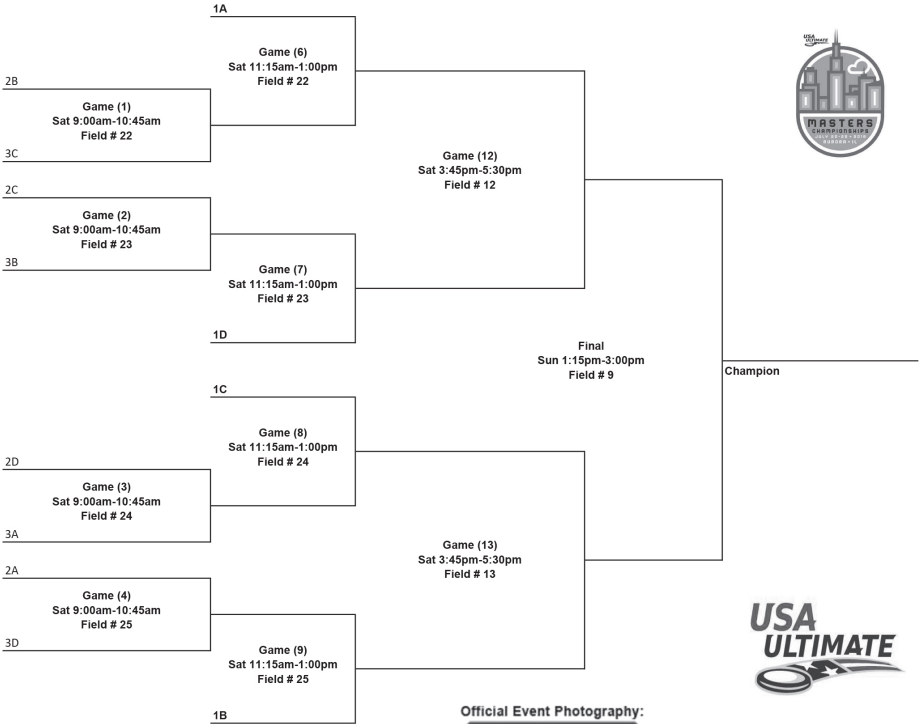 1A
Game (6)
Sat 11:15am-1:00pm
Field # 22
USA
ULTIMATE
2B
Game (1)
Sat 9:00am-10:45am
Field # 22
3C
MASTERS
CHAMPIONSHIPS
AURORA • IL
Game (12)
Sat 3:45pm-5:30pm
Field # 12
2C
Game (2)
Sat 9:00am-10:45am
Field # 23
3B
Game (7)
Sat 11:15am-1:00pm
Field # 23
1D
Final
Sun 1:15pm-3:00pm
Field # 9
Champion
1C
Game (8)
Sat 11:15am-1:00pm
Field # 24
2D
Game (3)
Sat 9:00am-10:45am
Field # 24
3A
Game (13)
Sat 3:45pm-5:30pm
Field # 13
2A
Game (4)
Sat 9:00am-10:45am
Field # 25
3D
Game (9)
Sat 11:15am-1:00pm
Field # 25
1B
USA
ULTIMATE
Official Event Photography: